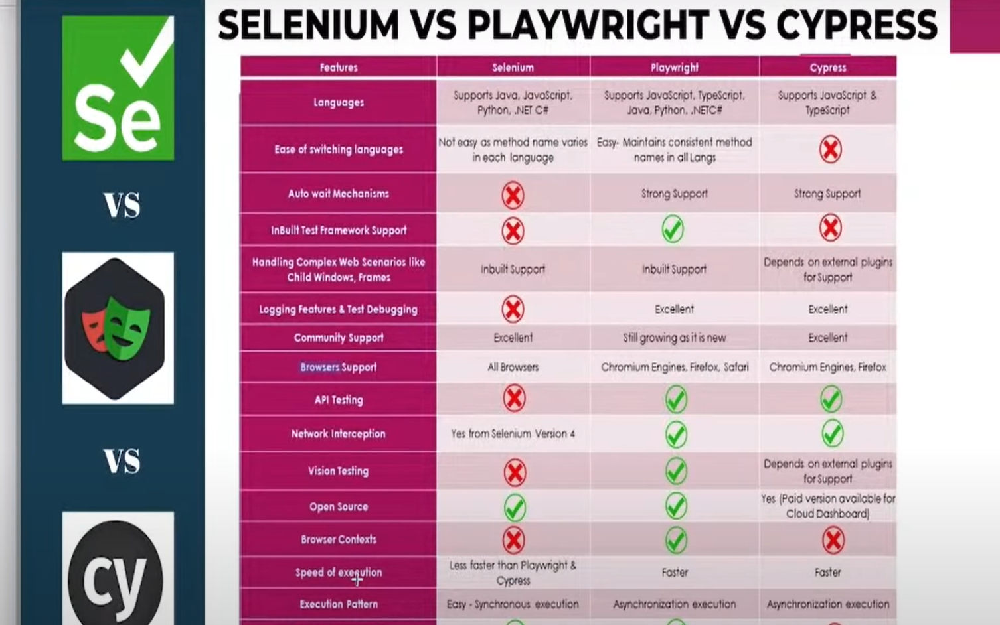 SELENIUM VS PLAYWRIGHT VS CYPRESS
Se
VS
VS
cy
Features Selenium Playwright Cypress
Languages
Supports Java, JavaScript,
Python, .NET C#
Supports JavaScript, TypeScript,
Java, Python, .NETC#
Supports JavaScript &
TypeScript
Ease of switching languages
Not easy as method name varies
in each language
Easy- Maintains consistent method
names in all Langs
Auto wait Mechanisms Strong Support Strong Support
InBuilt Test Framework Support
Handling Complex Web Scenarios like
Child Windows, Frames
Inbuilt Support
Inbuilt Support
Depends on external plugins
for Support
Logging Features & Test Debugging Excellent Excellent
Community Support Excellent Still growing as it is new Excellent
Browsers Support All Browsers Chromium Engines, Firefox, Safari Chromium Engines, Firefox
API Testing
Network Interception Yes from Selenium Version 4
Vision Testing
Depends on external plugins
for Support
Open Source
Yes (Paid version available for
Cloud Dashboard)
Browser Contexts
Speed of execution
Less faster than Playwright &
Cypress
Faster
Faster
Execution Pattern Easy - Synchronous execution Asynchronization execution Asynchronization execution